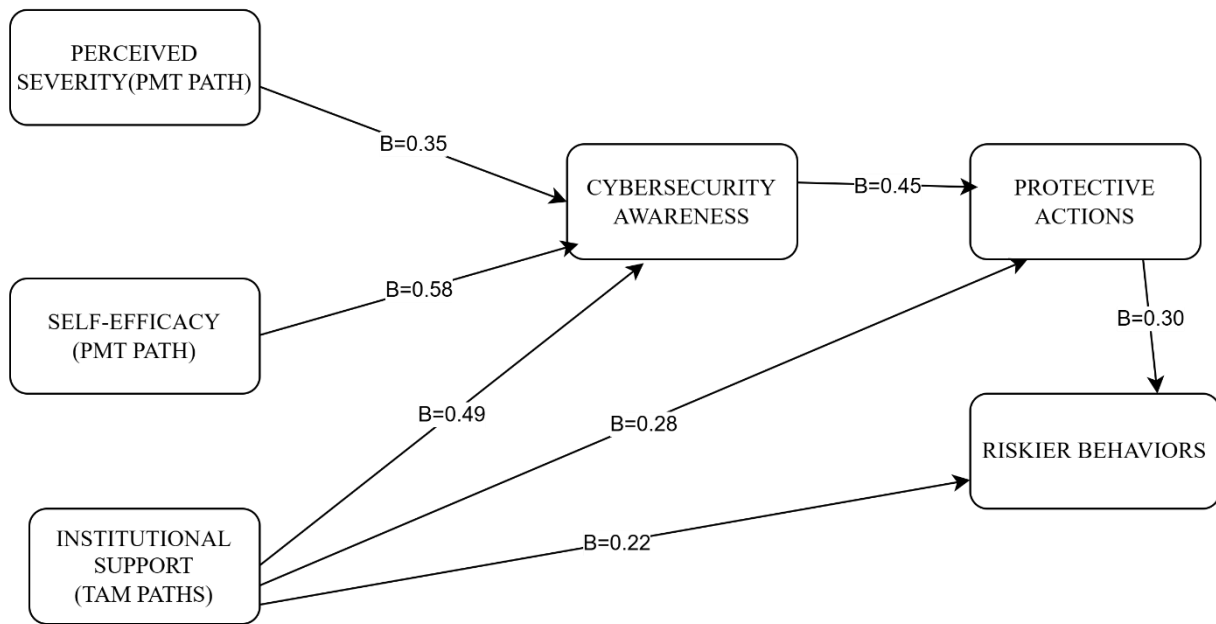 PERCEIVED
SEVERITY(PMT PATH)
B=0.35
CYBERSECURITY
AWARENESS
B=0.45
PROTECTIVE
ACTIONS
SELF-EFFICACY
(PMT PATH)
B=0.58
B=0.30
B=0.49
B=0.28
RISKIER BEHAVIORS
INSTITUTIONAL
SUPPORT
(TAM PATHS)
B=0.22